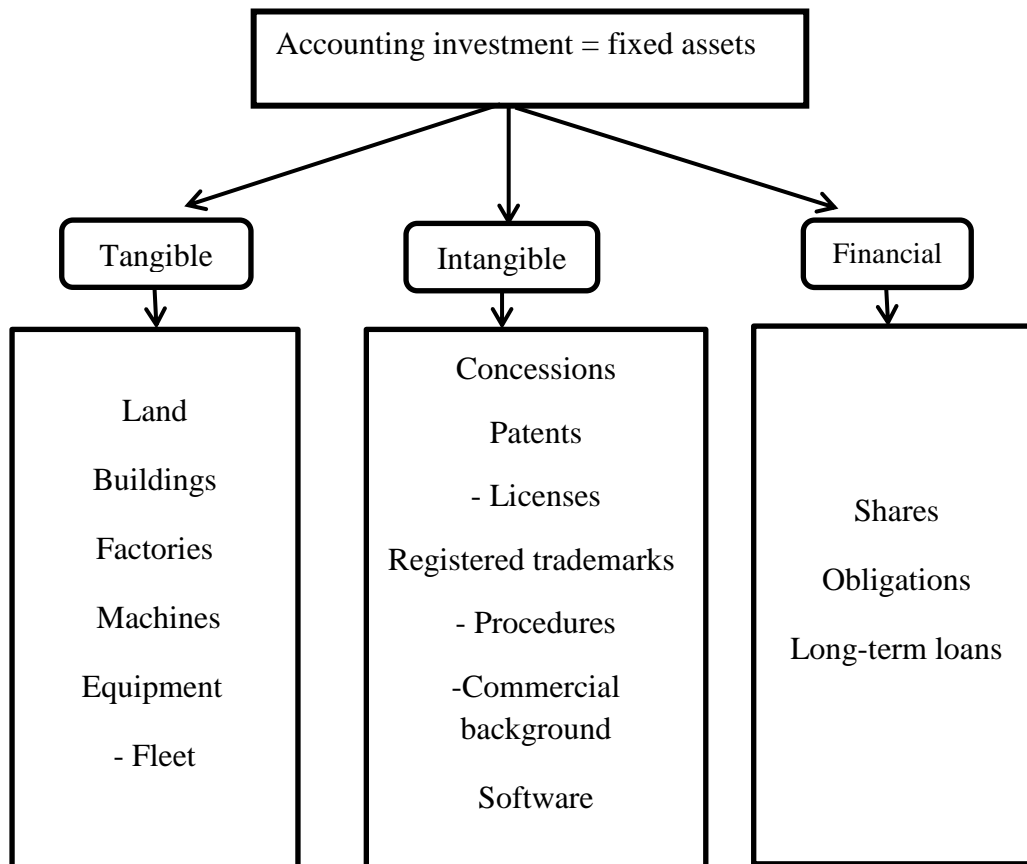 Accounting investment = fixed assets
Tangible
Intangible
Financial
Land
Buildings
Factories
Machines
Equipment
- Fleet
Concessions
Patents
- Licenses
Registered trademarks
- Procedures
-Commercial
background
Software
Shares
Obligations
Long-term loans